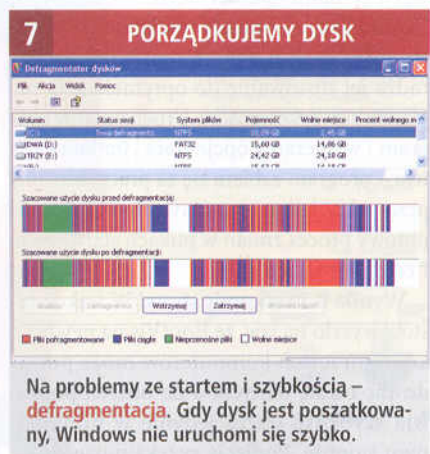 7 PORZĄDKUJEMY DYSK
Defragmentator dysków
Plik Akcja Widok Pomoc
Wolumin Status sesji System plików Pojemność Wolne miejsce Procent wolnego m
(C:) Trwa defragmento NTFS
DWA (D:) FAT32 15,60 GB 14,86 GB
TRZY (E:) NTFS 24,42 GB 24,18 GB
Szacowane użycie dysku przed defragmentacją:
Szacowane użycie dysku po defragmentacji:
Wstrzymaj Zatrzymaj
Pliki pofragmentowane Pliki ciągłe Nieprzenośne pliki Wolne miejsce
Na problemy ze startem i szybkością –
defragmentacja. Gdy dysk jest poszatkowa-
ny, Windows nie uruchomi się szybko.